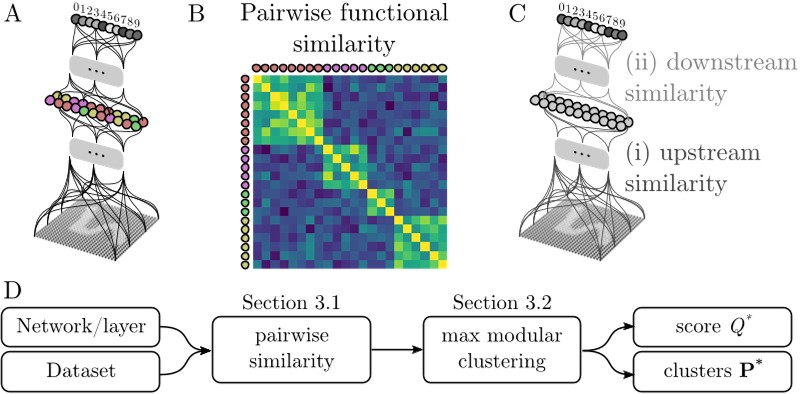 A
0123456789
...
...
B
Pairwise functional
similarity
C
0123456789
...
(ii) downstream
similarity
...
(i) upstream
similarity
D
Network/layer
Dataset
Section 3.1
pairwise
similarity
Section 3.2
max modular
clustering
score Q*
clusters P*